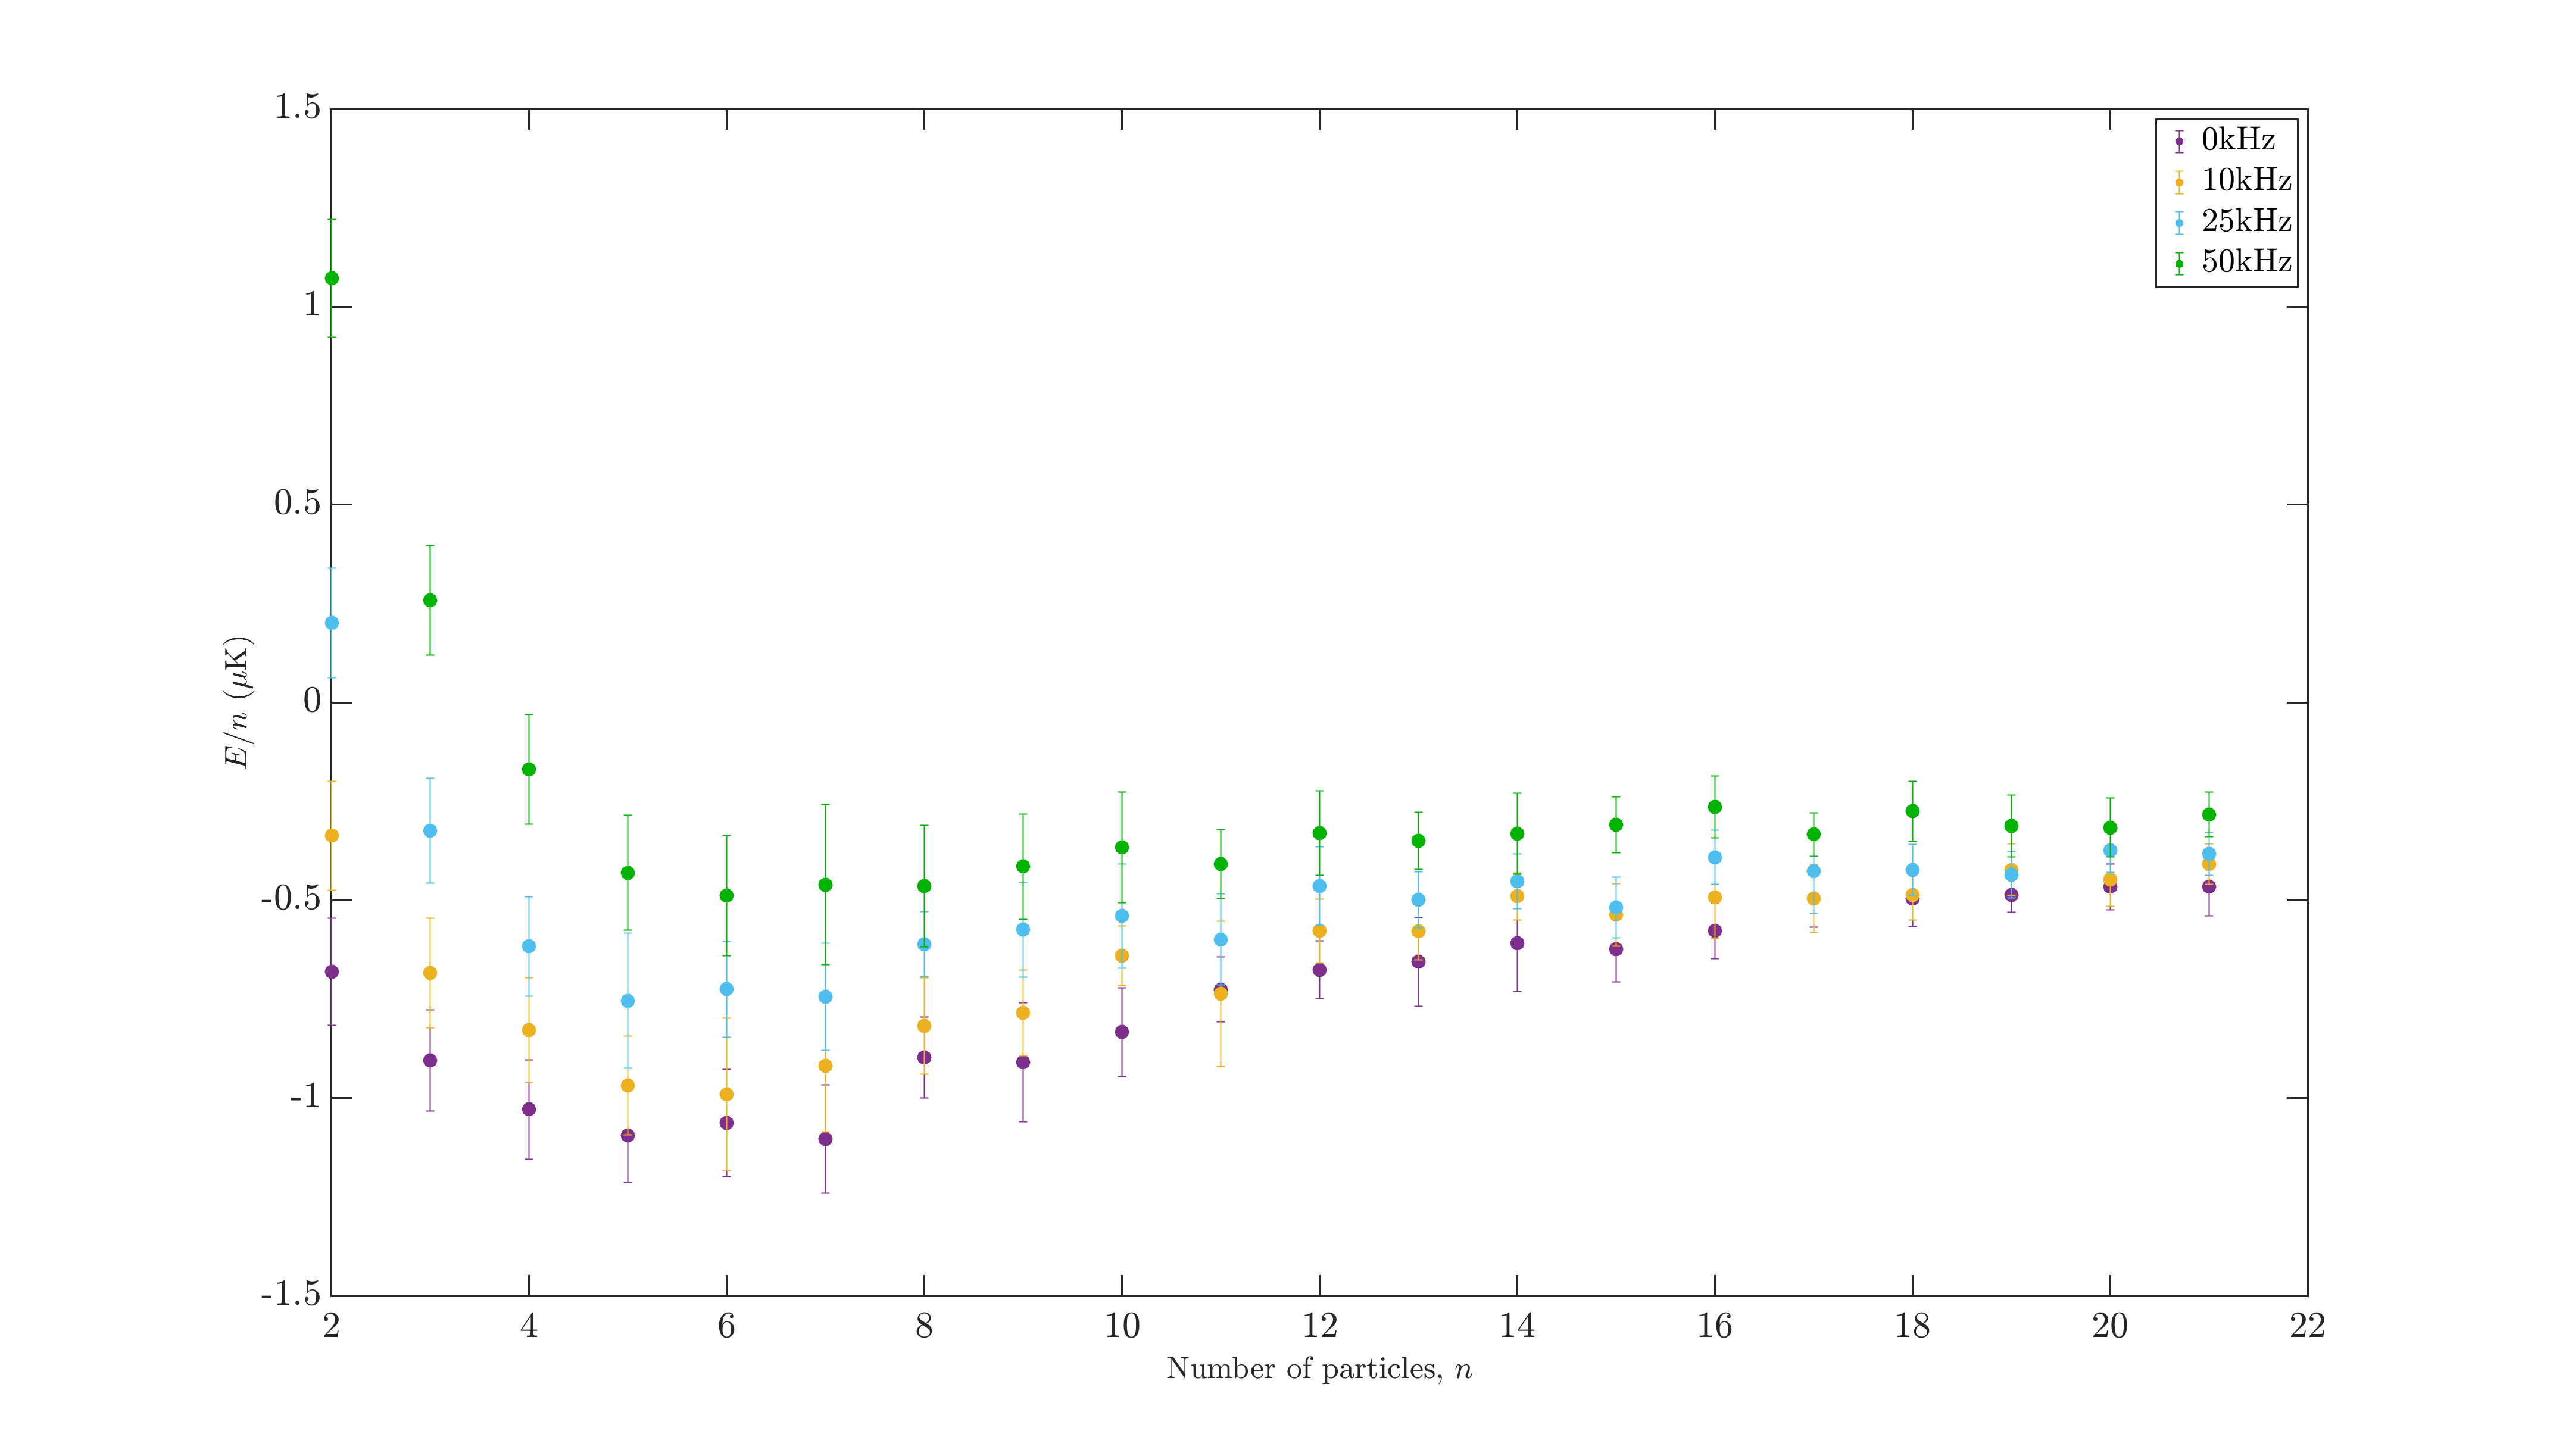 1.5
1
0.5
0
-0.5
-1
-1.5
E/n (μK)
2 4 6 8 10 12 14 16 18 20 22
Number of particles, n
0kHz
10kHz
25kHz
50kHz